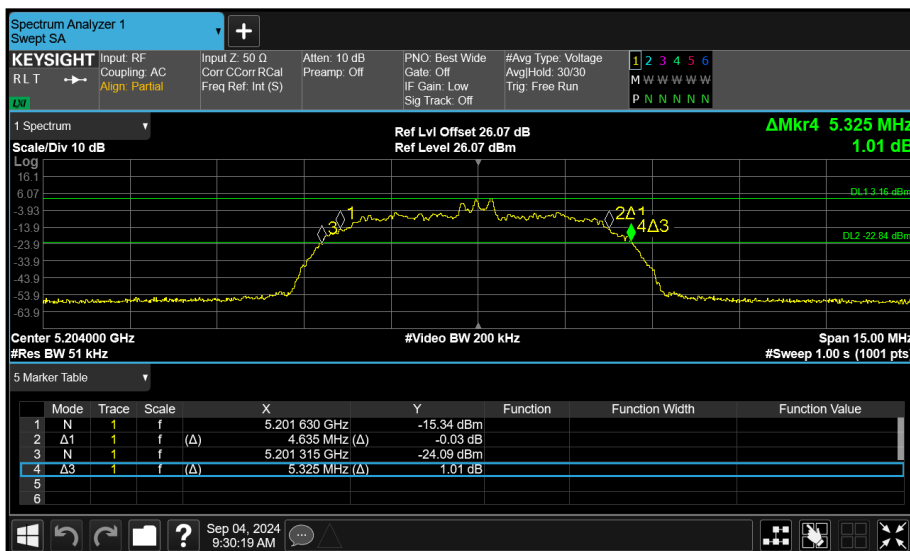 Spectrum Analyzer 1
Swept SA
KEYSIGHT
R L T
LXI
Input: RF
Coupling: AC
Align: Partial
Input Z: 50 Ω
Corr CCorr RCal
Freq Ref: Int (S)
Atten: 10 dB
Preamp: Off
PNO: Best Wide
Gate: Off
IF Gain: Low
Sig Track: Off
#Avg Type: Voltage
Avg|Hold: 30/30
Trig: Free Run
1 2 3 4 5 6
M W W W W W
P N N N N N
1 Spectrum
Scale/Div 10 dB
Ref Lvl Offset 26.07 dB
Ref Level 26.07 dBm
ΔMkr4 5.325 MHz
1.01 dB
Log
16.1
6.07
-3.93
-13.9
-23.9
-33.9
-43.9
-53.9
-63.9
DL1 3.16 dBm
DL2 -22.84 dBm
1
3
2Δ1
4Δ3
Center 5.204000 GHz
#Video BW 200 kHz
Span 15.00 MHz
#Res BW 51 kHz
#Sweep 1.00 s (1001 pts)
5 Marker Table
Mode Trace Scale X Y Function Function Width Function Value
1 N 1 f 5.201 630 GHz -15.34 dBm
2 Δ1 1 f (Δ) 4.635 MHz (Δ) -0.03 dB
3 N 1 f 5.201 315 GHz -24.09 dBm
4 Δ3 1 f (Δ) 5.325 MHz (Δ) 1.01 dB
5
6
?
Sep 04, 2024
9:30:19 AM